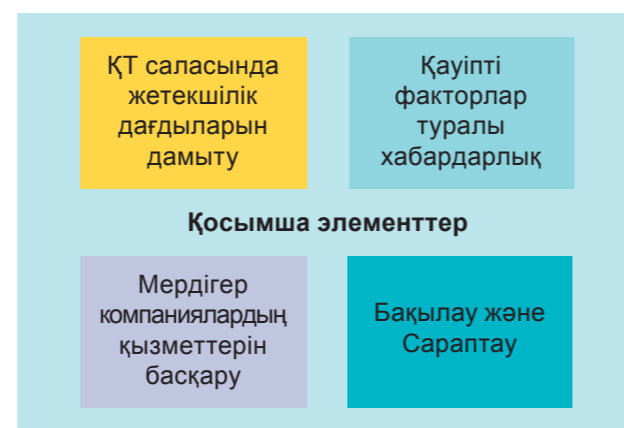 ҚТ саласында
жетекшілік
дағдыларын
дамыту
Қауіпті
факторлар
туралы
хабардарлық
Қосымша элементтер
Мердігер
компаниялардың
қызметтерін
басқару
Бақылау және
Сараптау